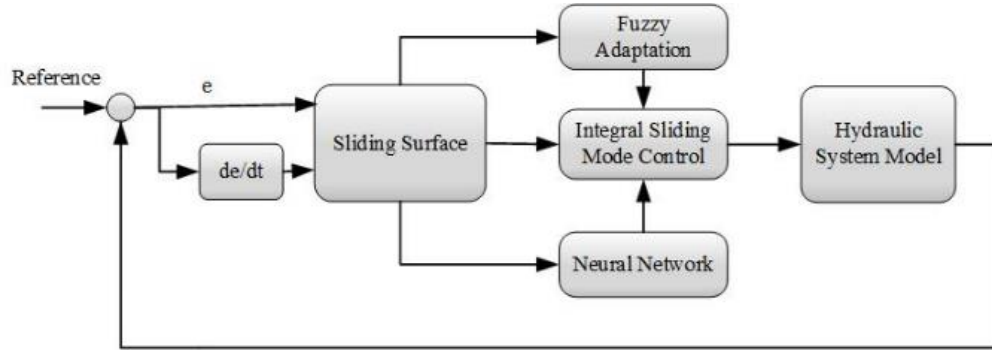 Fuzzy
Adaptation
Reference
e
Sliding Surface
Integral Sliding
Mode Control
Hydraulic
System Model
de/dt
Neural Network